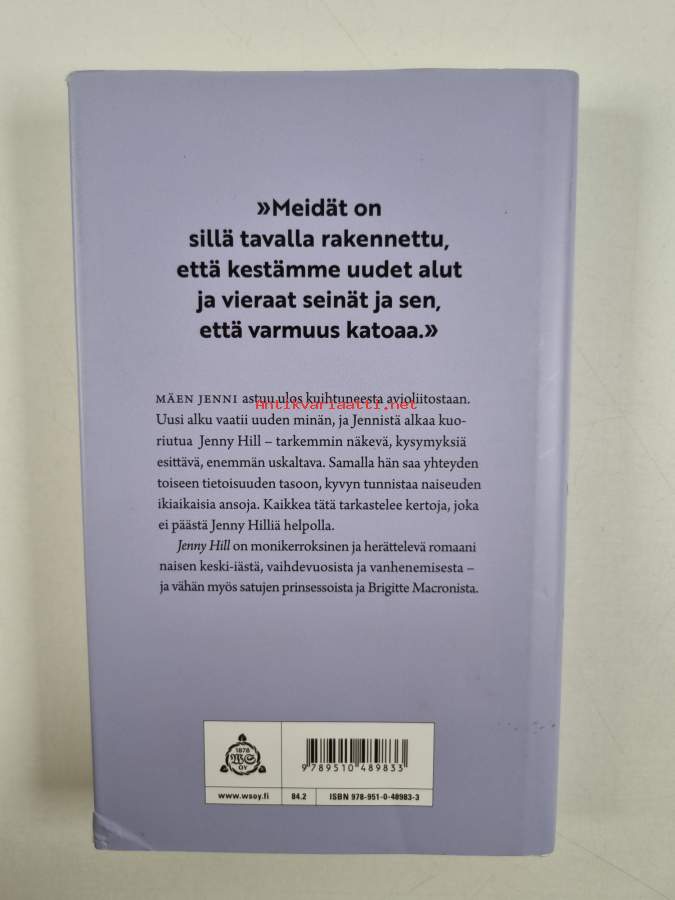 »Meidät on
sillä tavalla rakennettu,
että kestämme uudet alut
ja vieraat seinät ja sen,
että varmuus katoaa.»
MÄEN JENNI astuu ulos kuihtuneesta avioliitostaan.
Antikvariaatti.net
Uusi alku vaatii uuden minän, ja Jennistä alkaa kuo-
riutua Jenny Hill – tarkemmin näkevä, kysymyksiä
esittävä, enemmän uskaltava. Samalla hän saa yhteyden
toiseen tietoisuuden tasoon, kyvyn tunnistaa naiseuden
ikiaikaisia ansoja. Kaikkea tätä tarkastelee kertoja, joka
ei päästä Jenny Hilliä helpolla.
Jenny Hill on monikerroksinen ja herättelevä romaani
naisen keski-iästä, vaihdevuosista ja vanhenemisesta –
ja vähän myös satujen prinsessoista ja Brigitte Macronista.
1878
WS
OY
9 789510 489833
www.wsoy.fi
84.2
ISBN 978-951-0-48983-3